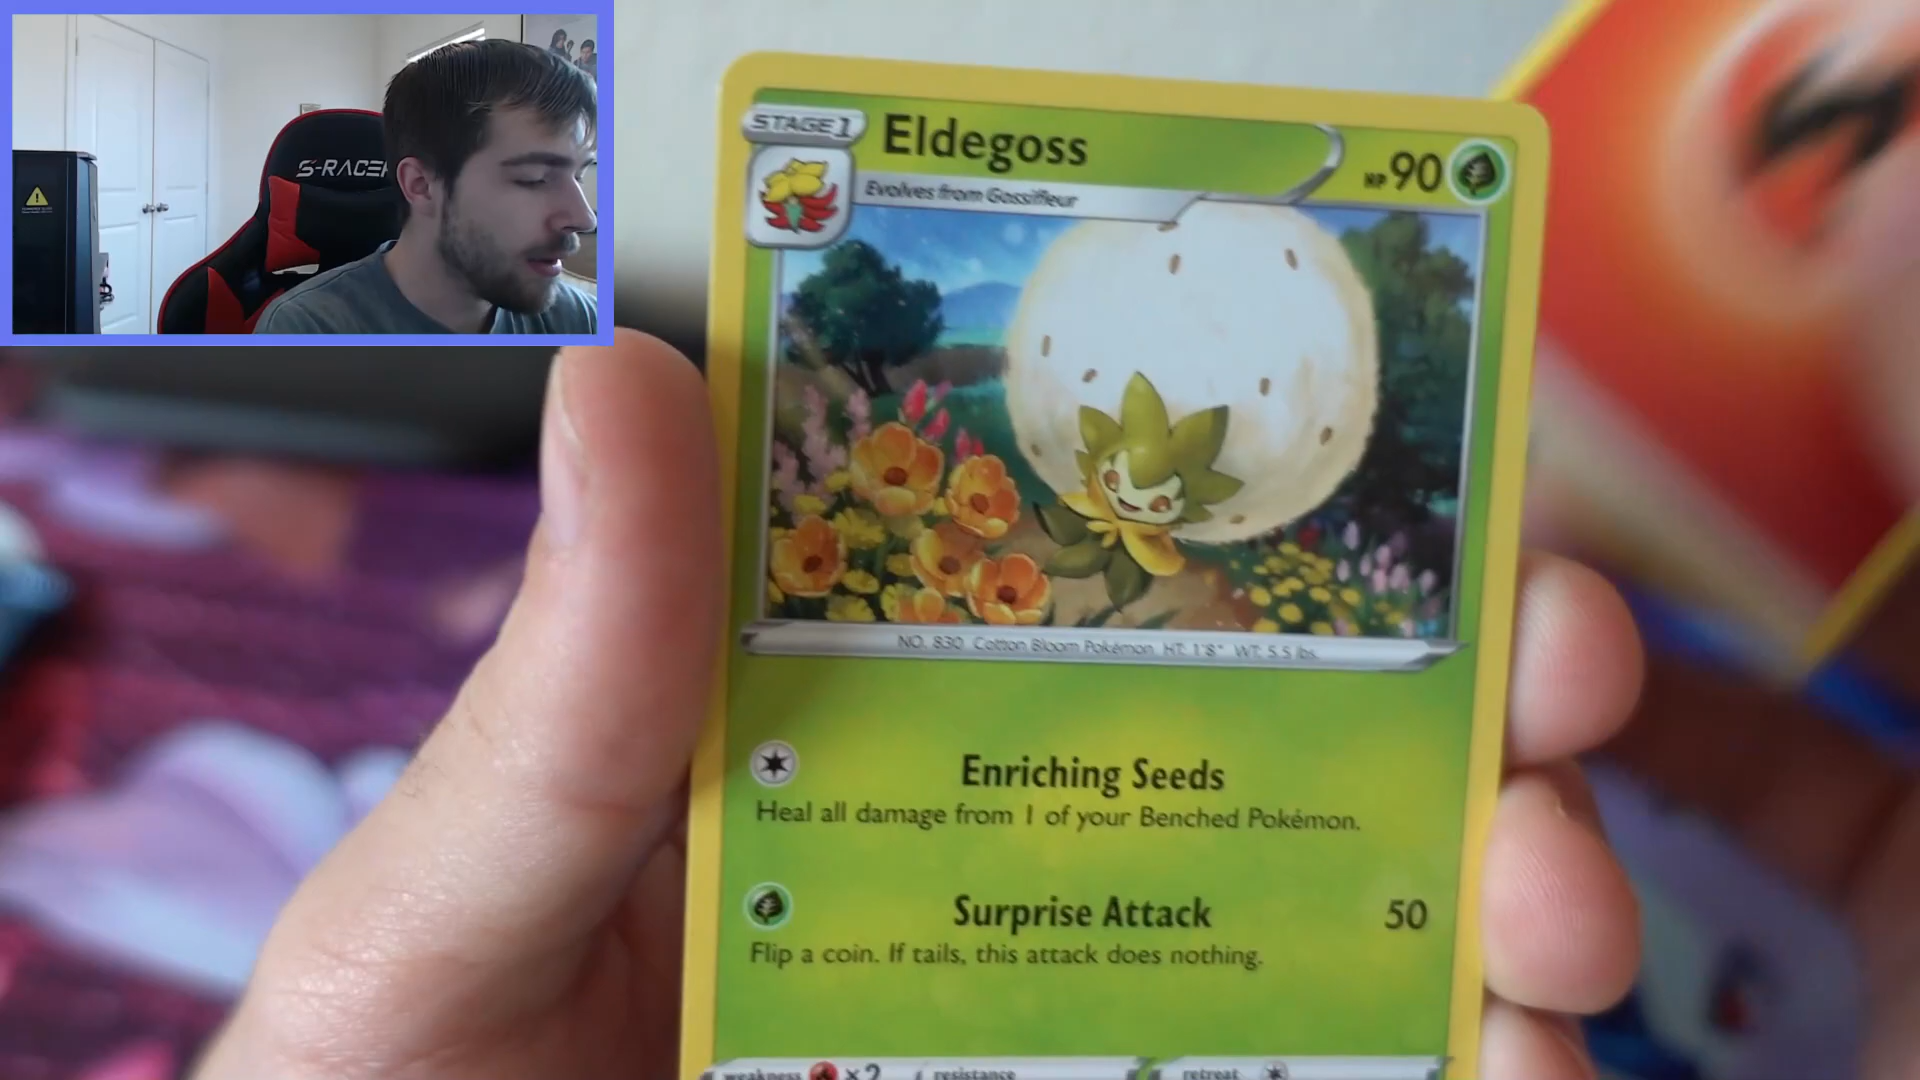 S-RACER
STAGE 1
Eldegoss
HP 90
Evolves from Gossifleur
NO. 830 Cotton Bloom Pokémon HT: 1'8" WT: 5.5 lbs.
Enriching Seeds
Heal all damage from 1 of your Benched Pokémon.
Surprise Attack 50
Flip a coin. If tails, this attack does nothing.
weakness ×2 resistance retreat